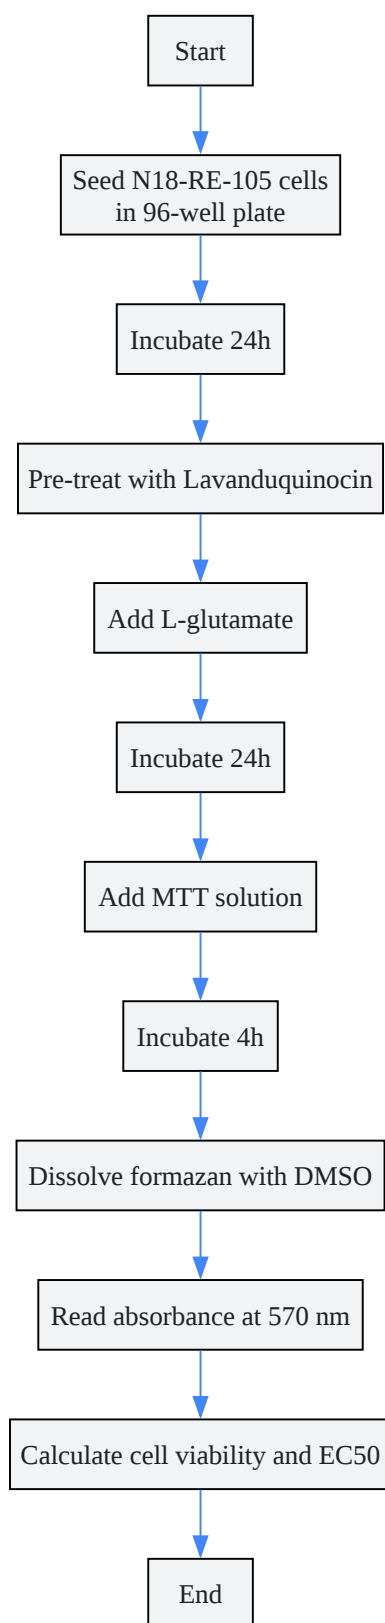 Start
Seed N18-RE-105 cells
in 96-well plate
Incubate 24h
Pre-treat with Lavanduquinocin
Add L-glutamate
Incubate 24h
Add MTT solution
Incubate 4h
Dissolve formazan with DMSO
Read absorbance at 570 nm
Calculate cell viability and EC50
End